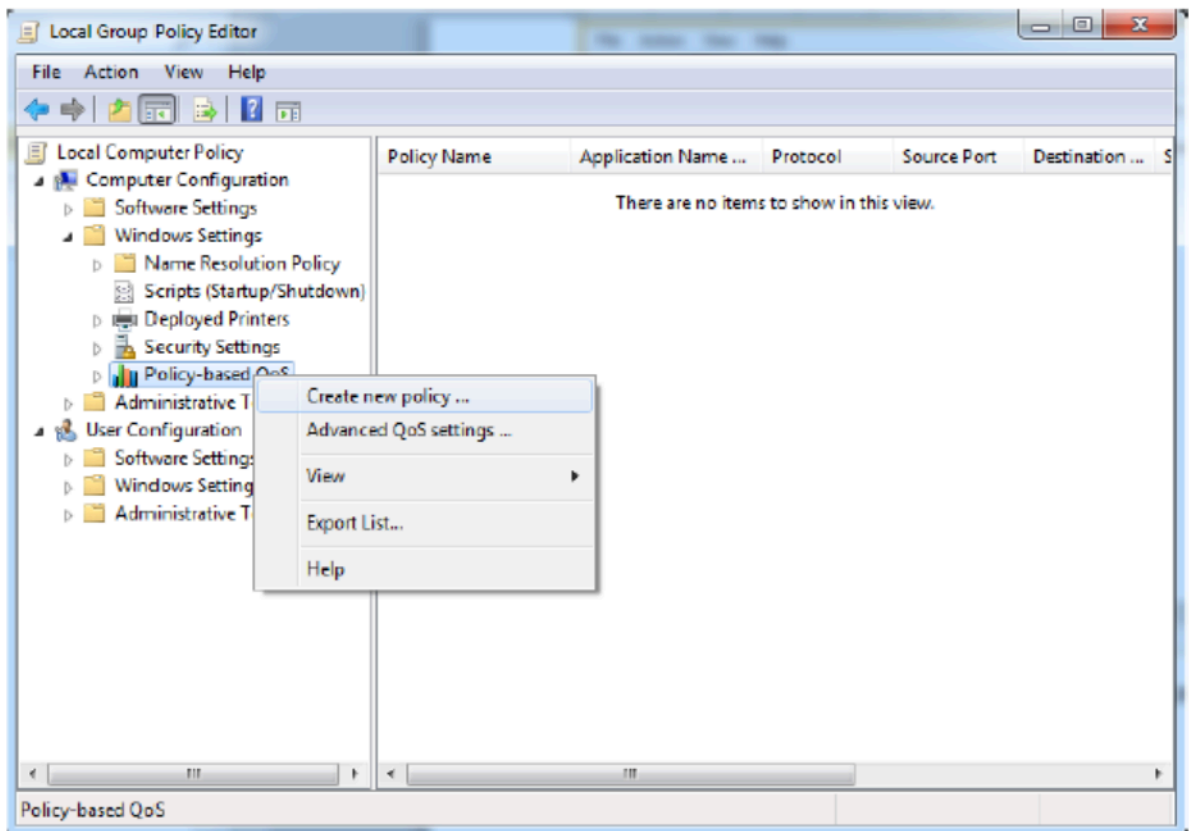 Local Group Policy Editor
File Action View Help
Local Computer Policy
Computer Configuration
Software Settings
Windows Settings
Name Resolution Policy
Scripts (Startup/Shutdown)
Deployed Printers
Security Settings
Policy-based QoS
Administrative T
User Configuration
Software Settings
Windows Setting
Administrative T
Policy Name Application Name ... Protocol Source Port Destination ... S
There are no items to show in this view.
Create new policy ...
Advanced QoS settings ...
View
Export List...
Help
Policy-based QoS